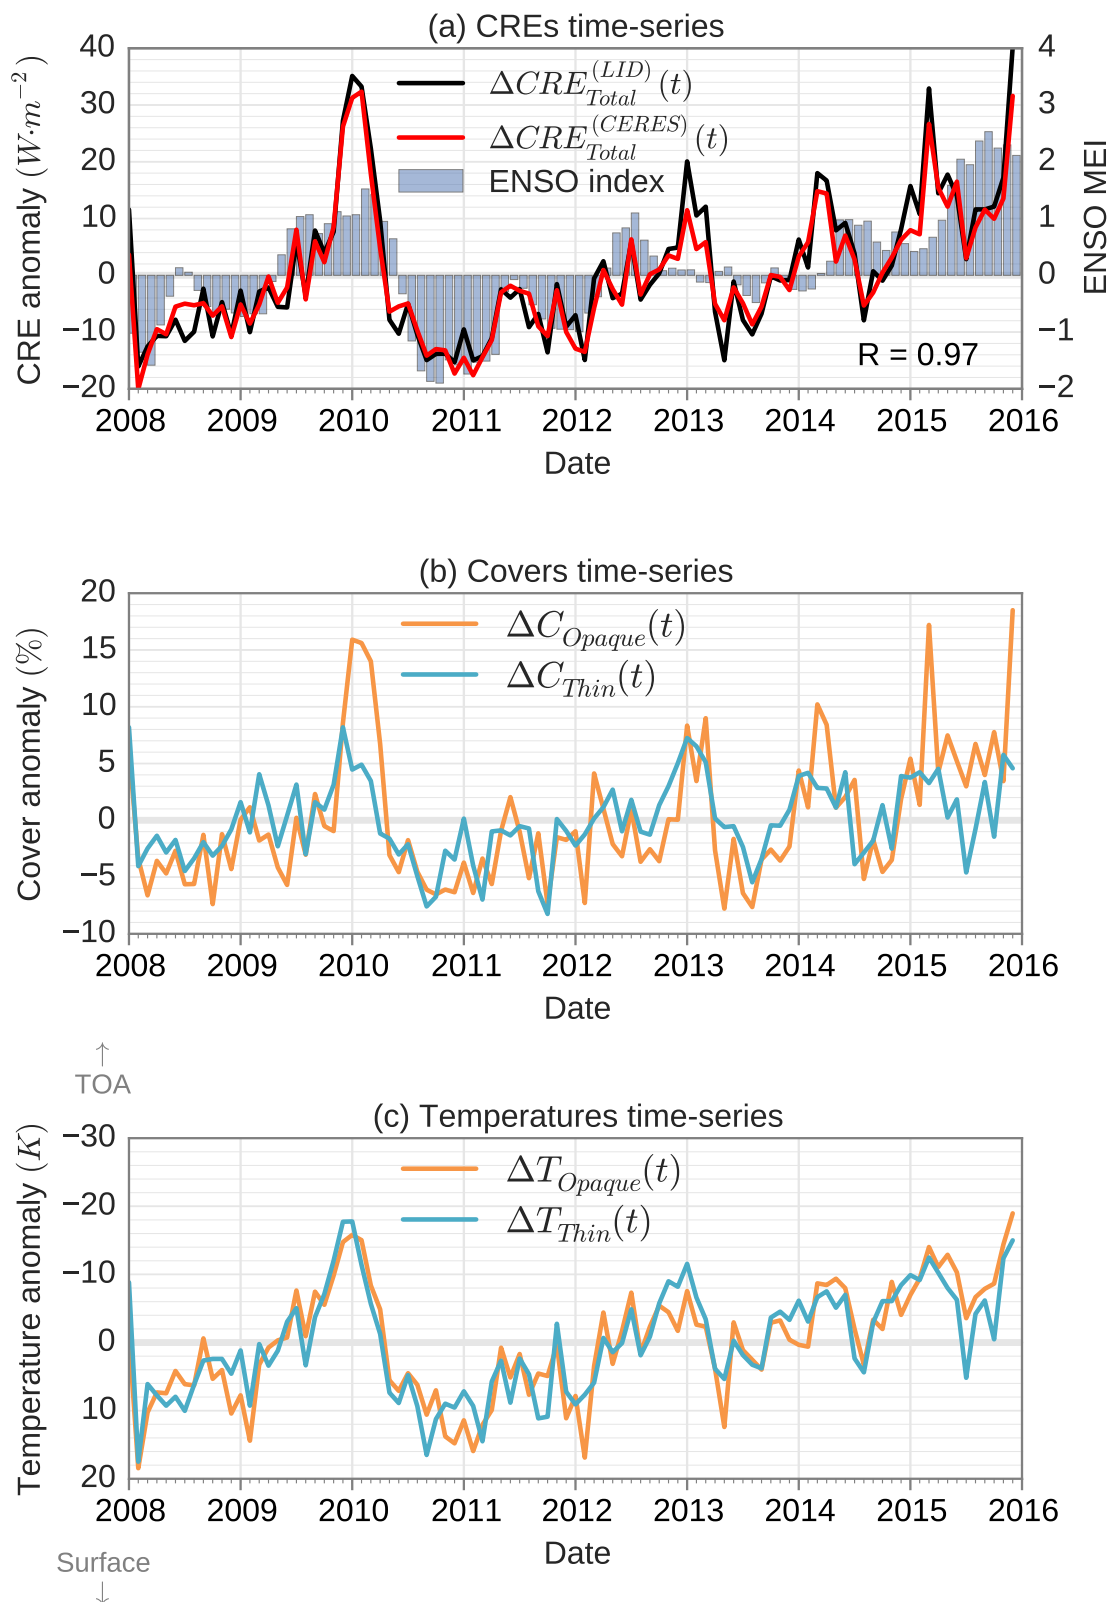 (a) CREs time-series
CRE anomaly (W·m⁻²)
40
30
20
10
0
−10
−20
ΔCRE_Total^(LID)(t)
ΔCRE_Total^(CERES)(t)
ENSO index
R = 0.97
4
3
2
1
0
−1
−2
ENSO MEI
2008 2009 2010 2011 2012 2013 2014 2015 2016
Date
(b) Covers time-series
Cover anomaly (%)
20
15
10
5
0
−5
−10
ΔC_Opaque(t)
ΔC_Thin(t)
2008 2009 2010 2011 2012 2013 2014 2015 2016
Date
↑
TOA
(c) Temperatures time-series
Temperature anomaly (K)
−30
−20
−10
0
10
20
ΔT_Opaque(t)
ΔT_Thin(t)
2008 2009 2010 2011 2012 2013 2014 2015 2016
Date
Surface
↓